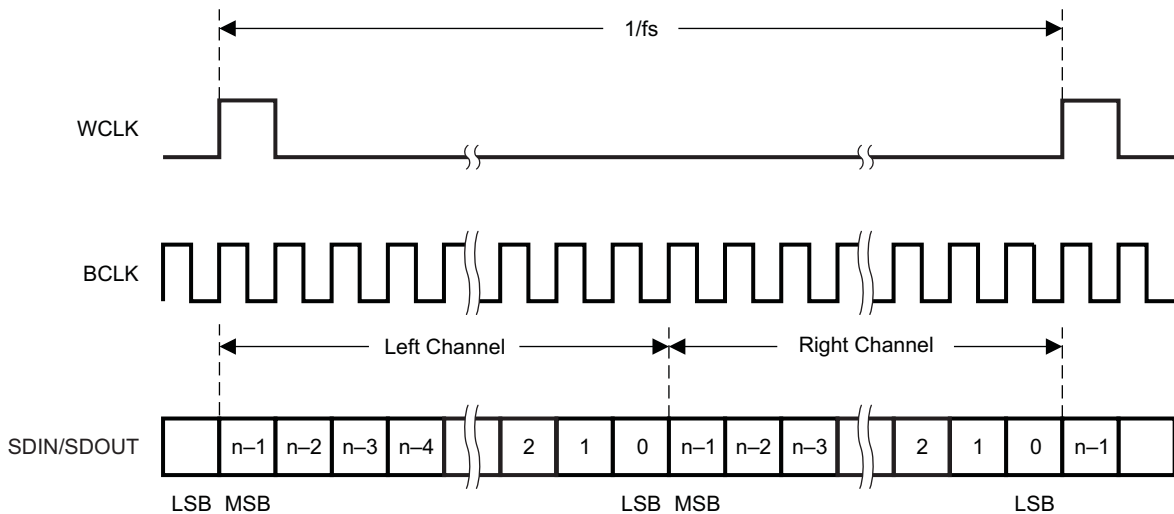 1/fs
WCLK
BCLK
Left Channel Right Channel
SDIN/SDOUT n–1 n–2 n–3 n–4 2 1 0 n–1 n–2 n–3 2 1 0 n–1
LSB MSB LSB MSB LSB